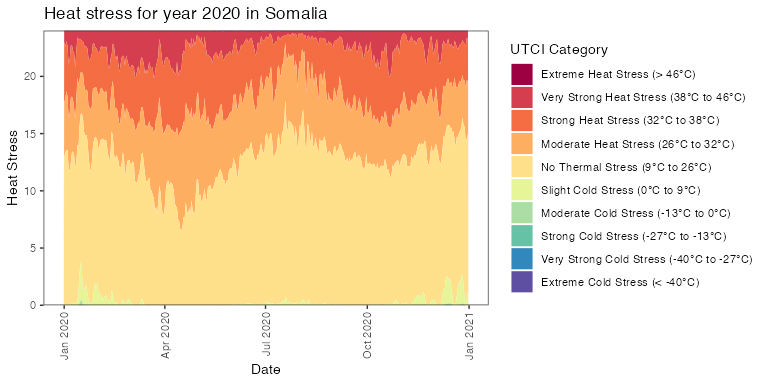 Heat stress for year 2020 in Somalia
UTCI Category
Extreme Heat Stress (> 46°C)
Very Strong Heat Stress (38°C to 46°C)
Strong Heat Stress (32°C to 38°C)
Moderate Heat Stress (26°C to 32°C)
No Thermal Stress (9°C to 26°C)
Slight Cold Stress (0°C to 9°C)
Moderate Cold Stress (-13°C to 0°C)
Strong Cold Stress (-27°C to -13°C)
Very Strong Cold Stress (-40°C to -27°C)
Extreme Cold Stress (< -40°C)
Heat Stress
20
15
10
5
0
Jan 2020
Apr 2020
Jul 2020
Oct 2020
Jan 2021
Date